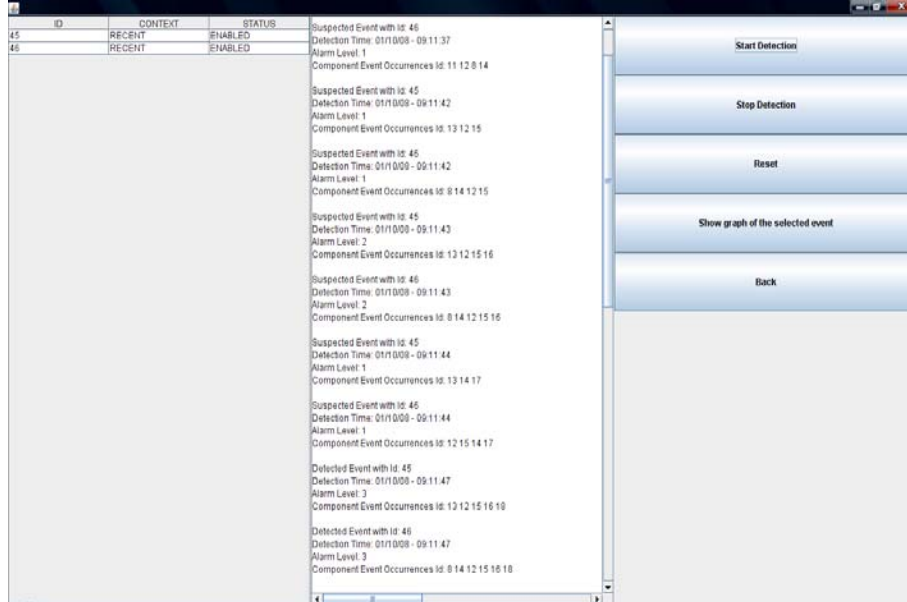 ID CONTEXT STATUS
45 RECENT ENABLED
46 RECENT ENABLED
Suspected Event with Id: 46
Detection Time: 01/10/08 - 09:11:37
Alarm Level: 1
Component Event Occurrences Id: 11 12 8 14
Suspected Event with Id: 45
Detection Time: 01/10/08 - 09:11:42
Alarm Level: 1
Component Event Occurrences Id: 13 12 15
Suspected Event with Id: 46
Detection Time: 01/10/08 - 09:11:42
Alarm Level: 1
Component Event Occurrences Id: 8 14 12 15
Suspected Event with Id: 45
Detection Time: 01/10/08 - 09:11:43
Alarm Level: 2
Component Event Occurrences Id: 13 12 15 16
Suspected Event with Id: 46
Detection Time: 01/10/08 - 09:11:43
Alarm Level: 2
Component Event Occurrences Id: 8 14 12 15 16
Suspected Event with Id: 45
Detection Time: 01/10/08 - 09:11:44
Alarm Level: 1
Component Event Occurrences Id: 13 14 17
Suspected Event with Id: 46
Detection Time: 01/10/08 - 09:11:44
Alarm Level: 1
Component Event Occurrences Id: 12 15 14 17
Detected Event with Id: 45
Detection Time: 01/10/08 - 09:11:47
Alarm Level: 3
Component Event Occurrences Id: 13 12 15 16 18
Detected Event with Id: 46
Detection Time: 01/10/08 - 09:11:47
Alarm Level: 3
Component Event Occurrences Id: 8 14 12 15 16 18
Start Detection
Stop Detection
Reset
Show graph of the selected event
Back